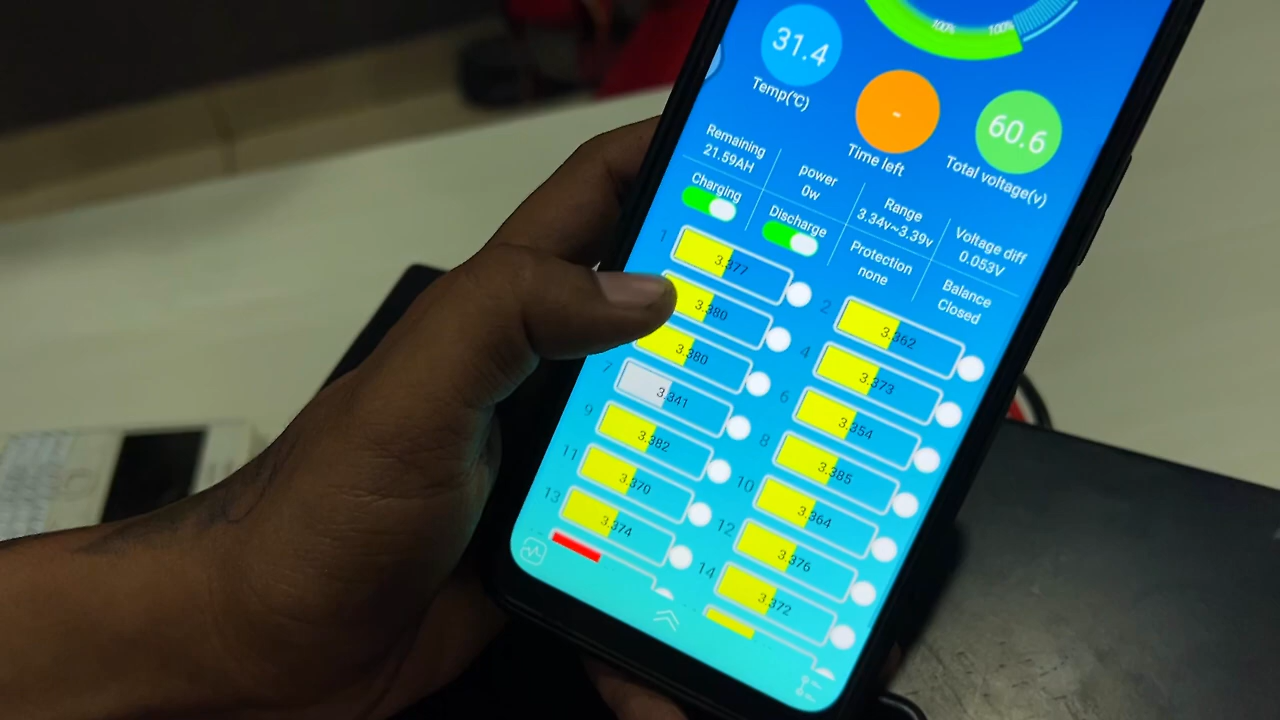 100%
100%
31.4
Temp(℃)
-
Time left
60.6
Total voltage(v)
Remaining
21.59AH
power
0w
Range
3.34v~3.39v
Voltage diff
0.053V
Charging
Discharge
Protection
none
Balance
Closed
1
3.377
2
3.362
3.380
4
3.373
3.380
6
3.354
7
3.341
8
3.385
9
3.382
10
3.364
11
3.370
12
3.376
13
3.374
14
3.372